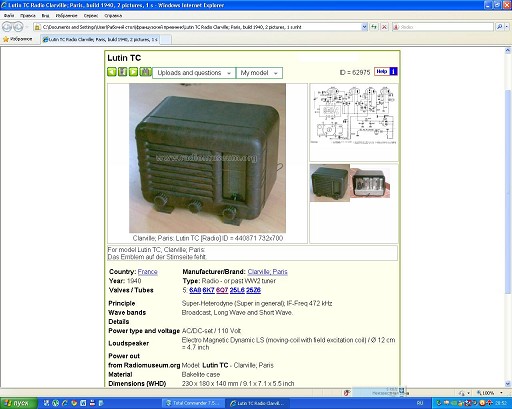 Lutin TC Radio Clarville; Paris, build 1940, 2 pictures, 1 s - Windows Internet Explorer
C:\Documents and Settings\User\Рабочий стол\французский приемник\Lutin TC Radio Clarville; Paris, build 1940, 2 pictures, 1 s.mht
Файл Правка Вид Избранное Сервис Справка
Избранное
Lutin TC Radio Clarville; Paris, build 1940, 2 pictures, 1 s
Lutin TC
Uploads and questions
My model
ID = 62975
Help
www.radiomuseum.org
Clarville; Paris: Lutin TC [Radio] ID = 440871 732x700
For model Lutin TC, Clarville; Paris:
Das Emblem auf der Stirnseite fehlt
Country: France Manufacturer/Brand: Clarville; Paris
Year: 1940 Type: Radio - or past WW2 tuner
Valves / Tubes 5: 6A8 6K7 6Q7 25L6 25Z6
Principle Super-Heterodyne (Super in general); IF-Freq 472 kHz
Wave bands Broadcast, Long Wave and Short Wave.
Details
Power type and voltage AC/DC-set / 110 Volt
Loudspeaker Electro Magnetic Dynamic LS (moving-coil with field excitation coil) / Ø 12 cm = 4.7 inch
Power out
from Radiomuseum.org Model: Lutin TC - Clarville; Paris
Material Bakelite case
Dimensions (WHD) 230 x 180 x 140 mm / 9.1 x 7.1 x 5.5 inch
100%
пуск
Total Commander 7.5...
Lutin TC Radio Clarvill...
RU